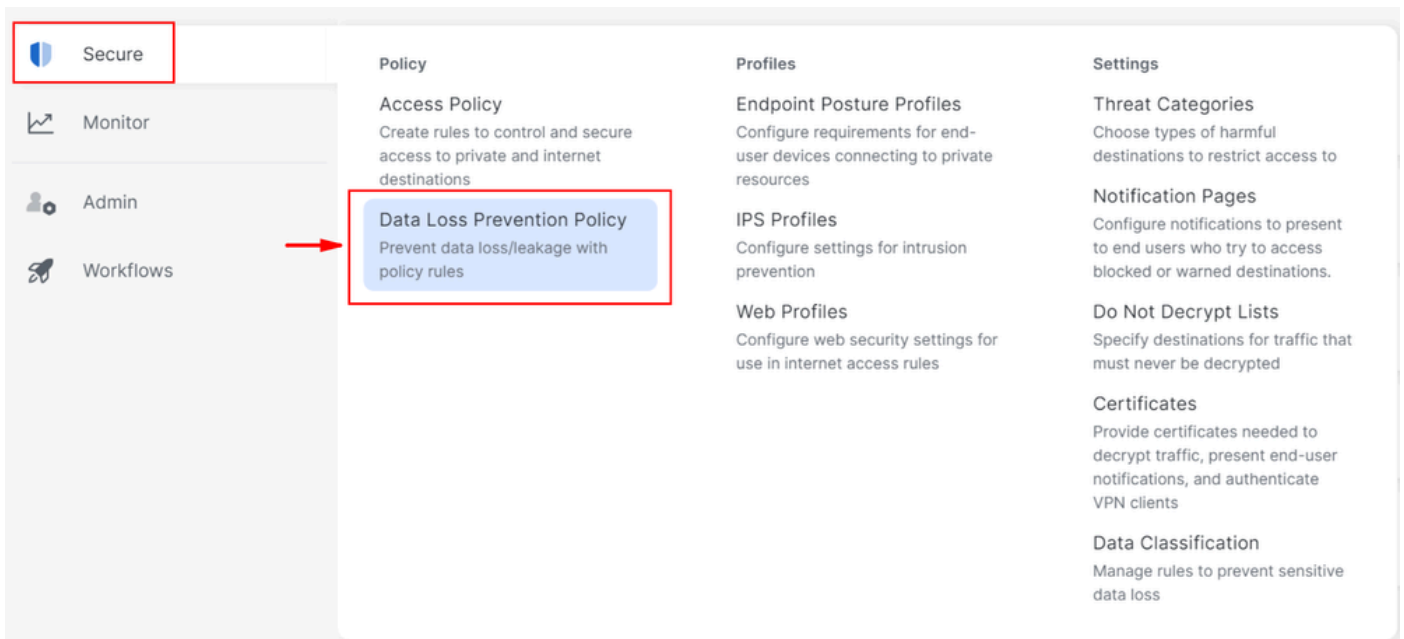 Secure
Monitor
Admin
Workflows
Policy
Access Policy
Create rules to control and secure
access to private and internet
destinations
Data Loss Prevention Policy
Prevent data loss/leakage with
policy rules
Profiles
Endpoint Posture Profiles
Configure requirements for end-
user devices connecting to private
resources
IPS Profiles
Configure settings for intrusion
prevention
Web Profiles
Configure web security settings for
use in internet access rules
Settings
Threat Categories
Choose types of harmful
destinations to restrict access to
Notification Pages
Configure notifications to present
to end users who try to access
blocked or warned destinations.
Do Not Decrypt Lists
Specify destinations for traffic that
must never be decrypted
Certificates
Provide certificates needed to
decrypt traffic, present end-user
notifications, and authenticate
VPN clients
Data Classification
Manage rules to prevent sensitive
data loss